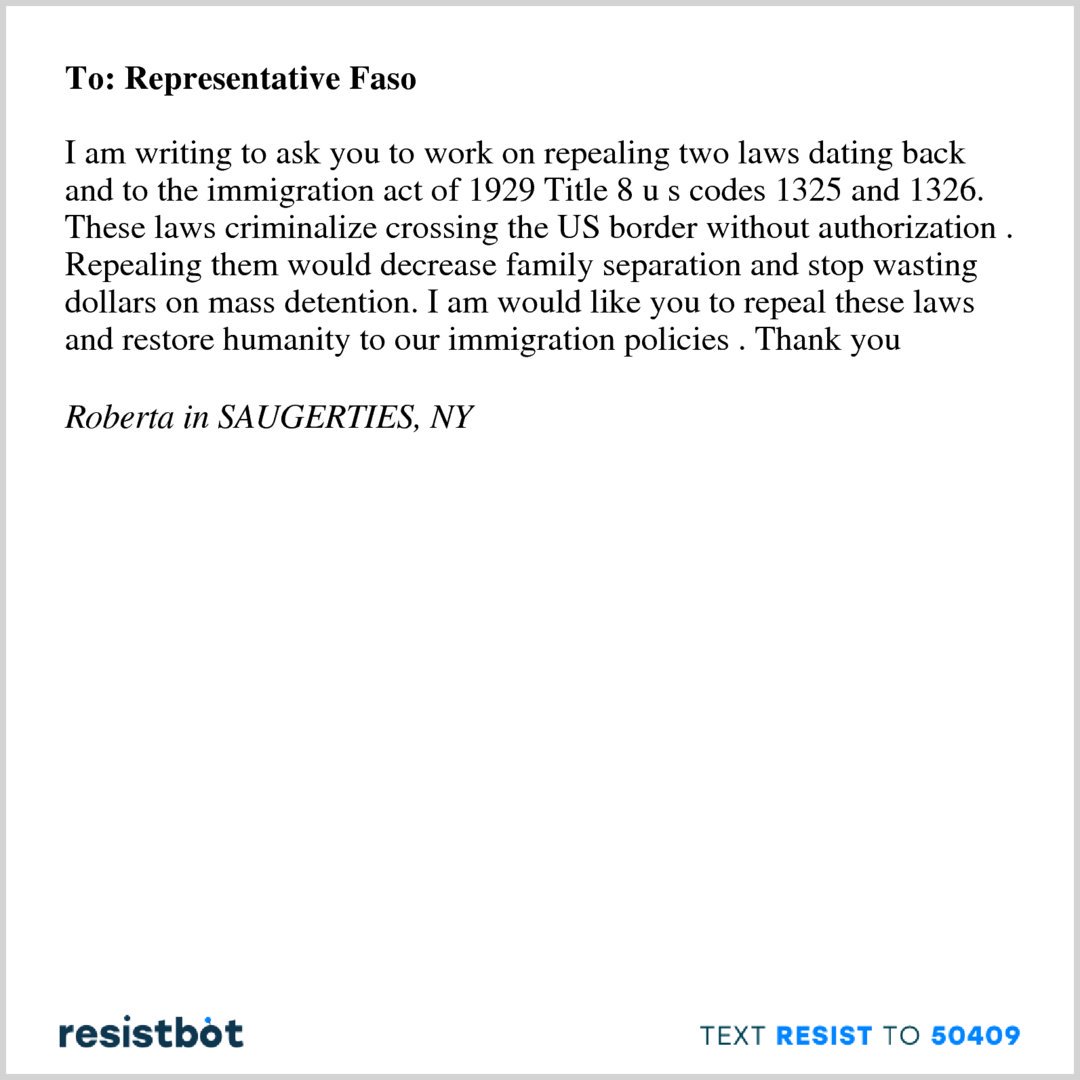 To: Representative Faso
I am writing to ask you to work on repealing two laws dating back
and to the immigration act of 1929 Title 8 u s codes 1325 and 1326.
These laws criminalize crossing the US border without authorization .
Repealing them would decrease family separation and stop wasting
dollars on mass detention. I am would like you to repeal these laws
and restore humanity to our immigration policies . Thank you
Roberta in SAUGERTIES, NY
resistbot
TEXT RESIST TO 50409